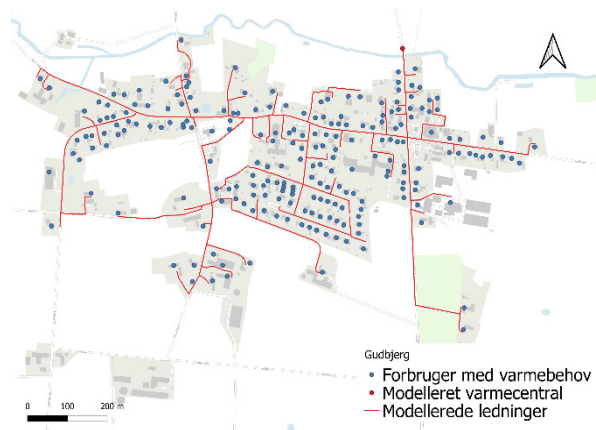 Gudbjerg
Forbruger med varmebehov
Modelleret varmecentral
Modellerede ledninger
0 100 200 m